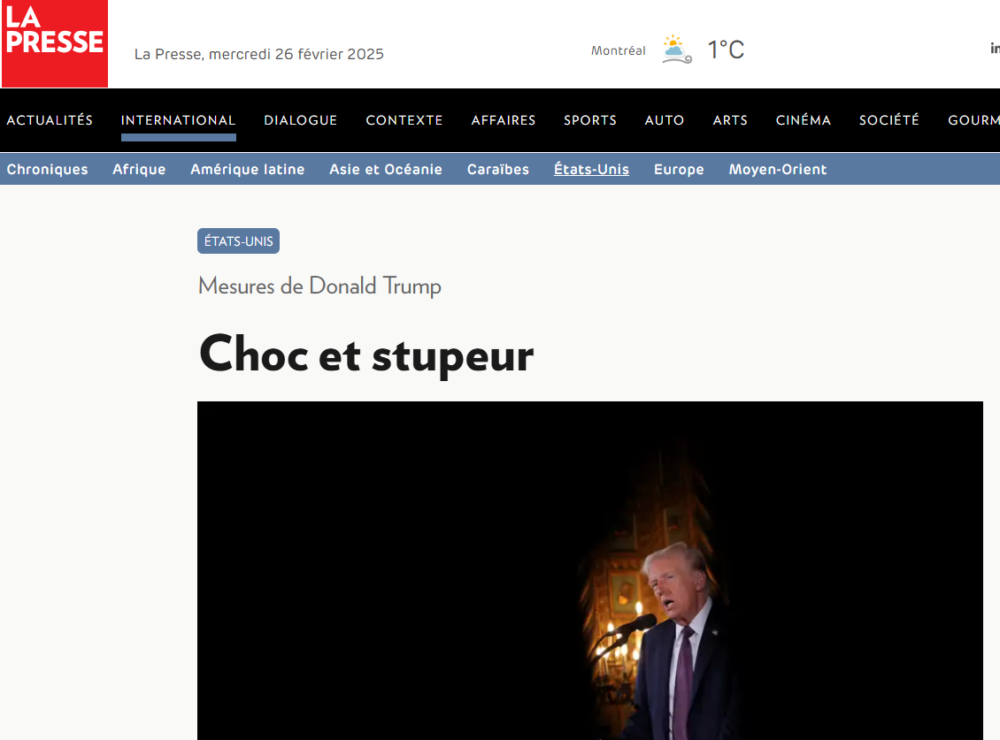 LA
PRESSE
La Presse, mercredi 26 février 2025
Montréal 1°C
ACTUALITÉS INTERNATIONAL DIALOGUE CONTEXTE AFFAIRES SPORTS AUTO ARTS CINÉMA SOCIÉTÉ GOURM
Chroniques Afrique Amérique latine Asie et Océanie Caraïbes États-Unis Europe Moyen-Orient
ÉTATS-UNIS
Mesures de Donald Trump
Choc et stupeur